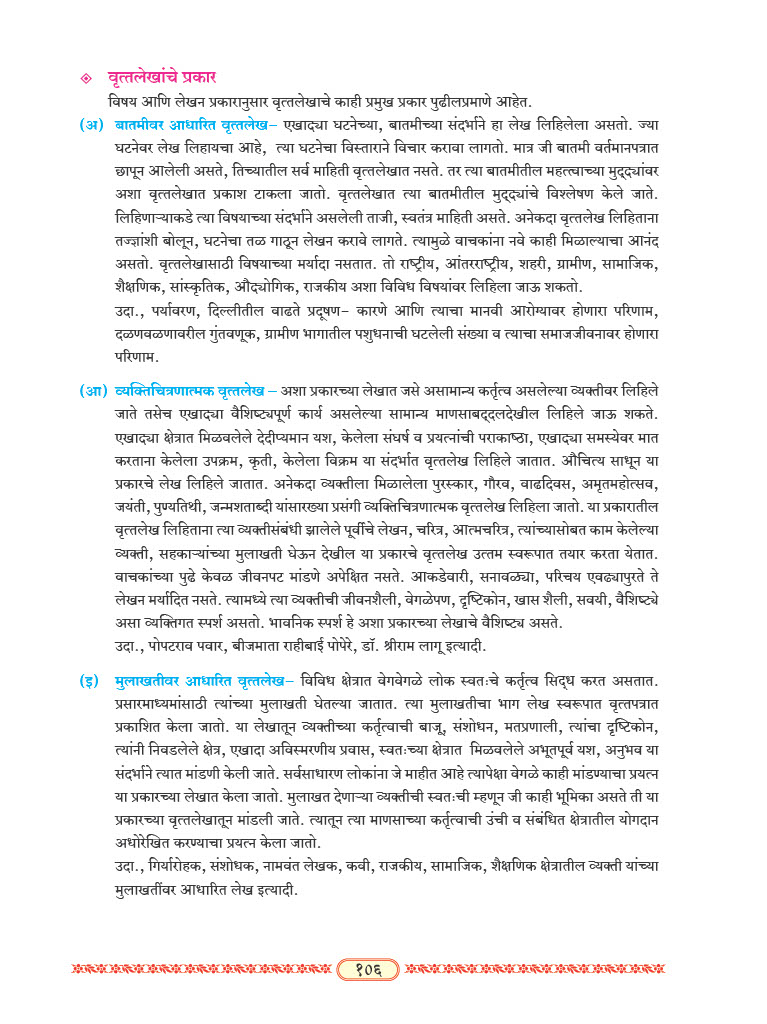 वृत्तलेखांचे प्रकार
विषय आणि लेखन प्रकारानुसार वृत्तलेखाचे काही प्रमुख प्रकार पुढीलप्रमाणे आहेत.
(अ) बातमीवर आधारित वृत्तलेख– एखाद्या घटनेच्या, बातमीच्या संदर्भाने हा लेख लिहिलेला असतो. ज्या
घटनेवर लेख लिहायचा आहे, त्या घटनेचा विस्ताराने विचार करावा लागतो. मात्र जी बातमी वर्तमानपत्रात
छापून आलेली असते, तिच्यातील सर्व माहिती वृत्तलेखात नसते. तर त्या बातमीतील महत्त्वाच्या मुद्द्यांवर
अशा वृत्तलेखात प्रकाश टाकला जातो. वृत्तलेखात त्या बातमीतील मुद्द्यांचे विश्लेषण केले जाते.
लिहिणाऱ्याकडे त्या विषयाच्या संदर्भाने असलेली ताजी, स्वतंत्र माहिती असते. अनेकदा वृत्तलेख लिहिताना
तज्ज्ञांशी बोलून, घटनेचा तळ गाठून लेखन करावे लागते. त्यामुळे वाचकांना नवे काही मिळाल्याचा आनंद
असतो. वृत्तलेखासाठी विषयाच्या मर्यादा नसतात. तो राष्ट्रीय, आंतरराष्ट्रीय, शहरी, ग्रामीण, सामाजिक,
शैक्षणिक, सांस्कृतिक, औद्योगिक, राजकीय अशा विविध विषयांवर लिहिला जाऊ शकतो.
उदा., पर्यावरण, दिल्लीतील वाढते प्रदूषण- कारणे आणि त्याचा मानवी आरोग्यावर होणारा परिणाम,
दळणवळणावरील गुंतवणूक, ग्रामीण भागातील पशुधनाची घटलेली संख्या व त्याचा समाजजीवनावर होणारा
परिणाम.
(आ) व्यक्तिचित्रणात्मक वृत्तलेख – अशा प्रकारच्या लेखात जसे असामान्य कर्तृत्व असलेल्या व्यक्तीवर लिहिले
जाते तसेच एखाद्या वैशिष्ट्यपूर्ण कार्य असलेल्या सामान्य माणसाबद्दलदेखील लिहिले जाऊ शकते.
एखाद्या क्षेत्रात मिळवलेले देदीप्यमान यश, केलेला संघर्ष व प्रयत्नांची पराकाष्ठा, एखाद्या समस्येवर मात
करताना केलेला उपक्रम, कृती, केलेला विक्रम या संदर्भात वृत्तलेख लिहिले जातात. औचित्य साधून या
प्रकारचे लेख लिहिले जातात. अनेकदा व्यक्तीला मिळालेला पुरस्कार, गौरव, वाढदिवस, अमृतमहोत्सव,
जयंती, पुण्यतिथी, जन्मशताब्दी यांसारख्या प्रसंगी व्यक्तिचित्रणात्मक वृत्तलेख लिहिला जातो. या प्रकारातील
वृत्तलेख लिहिताना त्या व्यक्तीसंबंधी झालेले पूर्वीचे लेखन, चरित्र, आत्मचरित्र, त्यांच्यासोबत काम केलेल्या
व्यक्ती, सहकाऱ्यांच्या मुलाखती घेऊन देखील या प्रकारचे वृत्तलेख उत्तम स्वरूपात तयार करता येतात.
वाचकांच्या पुढे केवळ जीवनपट मांडणे अपेक्षित नसते. आकडेवारी, सनावळ्या, परिचय एवढ्यापुरते ते
लेखन मर्यादित नसते. त्यामध्ये त्या व्यक्तीची जीवनशैली, वेगळेपण, दृष्टिकोन, खास शैली, सवयी, वैशिष्ट्ये
असा व्यक्तिगत स्पर्श असतो. भावनिक स्पर्श हे अशा प्रकारच्या लेखाचे वैशिष्ट्य असते.
उदा., पोपटराव पवार, बीजमाता राहीबाई पोपेरे, डॉ. श्रीराम लागू इत्यादी.
(इ) मुलाखतीवर आधारित वृत्तलेख– विविध क्षेत्रात वेगवेगळे लोक स्वतःचे कर्तृत्व सिद्ध करत असतात.
प्रसारमाध्यमांसाठी त्यांच्या मुलाखती घेतल्या जातात. त्या मुलाखतीचा भाग लेख स्वरूपात वृत्तपत्रात
प्रकाशित केला जातो. या लेखातून व्यक्तीच्या कर्तृत्वाची बाजू, संशोधन, मतप्रणाली, त्यांचा दृष्टिकोन,
त्यांनी निवडलेले क्षेत्र, एखादा अविस्मरणीय प्रवास, स्वतःच्या क्षेत्रात मिळवलेले अभूतपूर्व यश, अनुभव या
संदर्भाने त्यात मांडणी केली जाते. सर्वसाधारण लोकांना जे माहीत आहे त्यापेक्षा वेगळे काही मांडण्याचा प्रयत्न
या प्रकारच्या लेखात केला जातो. मुलाखत देणाऱ्या व्यक्तीची स्वतःची म्हणून जी काही भूमिका असते ती या
प्रकारच्या वृत्तलेखातून मांडली जाते. त्यातून त्या माणसाच्या कर्तृत्वाची उंची व संबंधित क्षेत्रातील योगदान
अधोरेखित करण्याचा प्रयत्न केला जातो.
उदा., गिर्यारोहक, संशोधक, नामवंत लेखक, कवी, राजकीय, सामाजिक, शैक्षणिक क्षेत्रातील व्यक्ती यांच्या
मुलाखतींवर आधारित लेख इत्यादी.
१०६